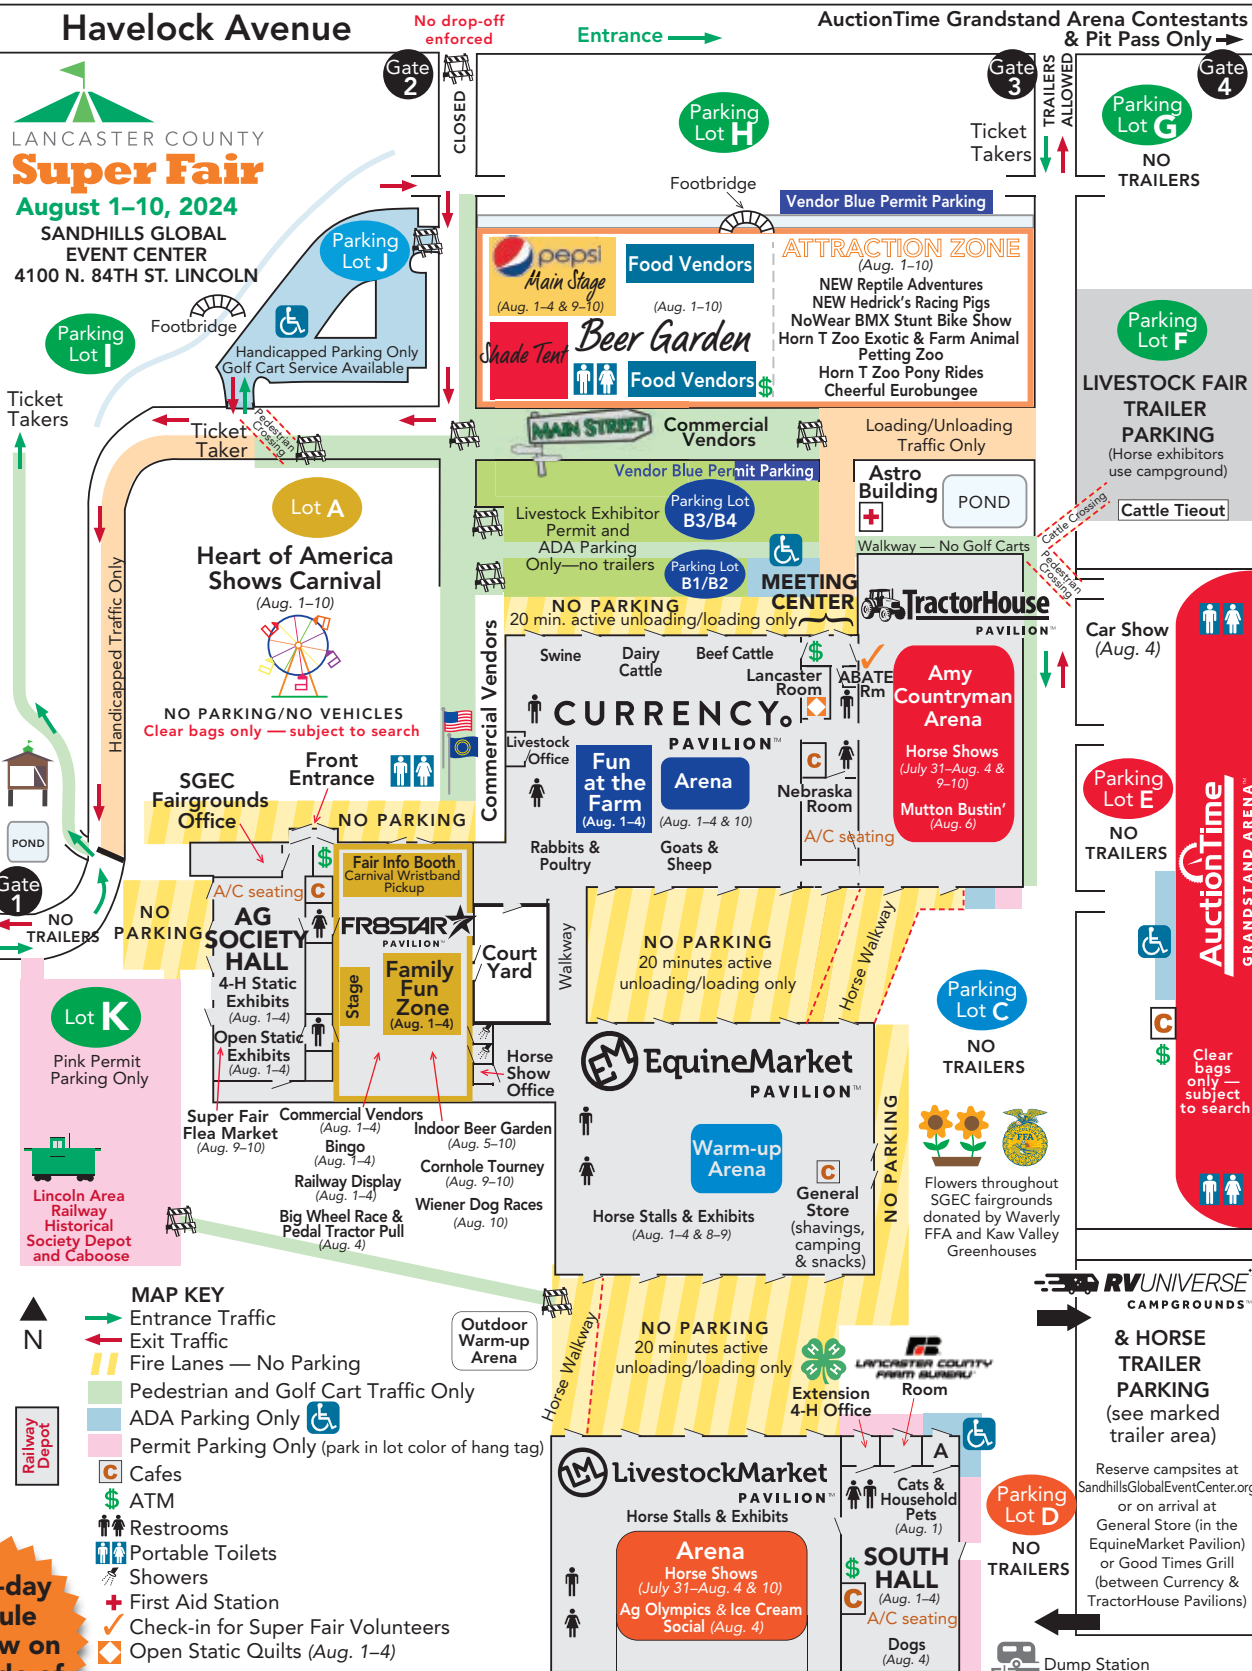 Havelock Avenue
No drop-off
enforced
Entrance
AuctionTime Grandstand Arena Contestants
& Pit Pass Only
Gate
2
CLOSED
Gate
3
TRAILERS
ALLOWED
Gate
4
LANCASTER COUNTY
Super Fair
August 1–10, 2024
SANDHILLS GLOBAL
EVENT CENTER
4100 N. 84TH ST. LINCOLN
Parking
Lot H
Ticket
Takers
Parking
Lot G
NO
TRAILERS
Footbridge
Vendor Blue Permit Parking
Parking
Lot J
Footbridge
Handicapped Parking Only
Golf Cart Service Available
Parking
Lot I
Ticket
Takers
pepsi
Main Stage
(Aug. 1–4 & 9–10)
Food Vendors
(Aug. 1–10)
Shade Tent
Beer Garden
Food Vendors
$
ATTRACTION ZONE
(Aug. 1–10)
NEW Reptile Adventures
NEW Hedrick's Racing Pigs
NoWear BMX Stunt Bike Show
Horn T Zoo Exotic & Farm Animal
Petting Zoo
Horn T Zoo Pony Rides
Cheerful Eurobungee
Parking
Lot F
LIVESTOCK FAIR
TRAILER
PARKING
(Horse exhibitors
use campground)
Cattle Tieout
Ticket
Taker
Pedestrian
Crossing
MAIN STREET
Commercial
Vendors
Loading/Unloading
Traffic Only
Vendor Blue Permit Parking
Astro
Building
POND
Livestock Exhibitor
Permit and
ADA Parking
Only—no trailers
Parking Lot
B3/B4
Parking Lot
B1/B2
Walkway — No Golf Carts
Cattle Crossing
Pedestrian
Crossing
Lot A
Heart of America
Shows Carnival
(Aug. 1–10)
NO PARKING/NO VEHICLES
Clear bags only — subject to search
Handicapped Traffic Only
NO PARKING
20 min. active unloading/loading only
MEETING
CENTER
TractorHouse
PAVILION™
Car Show
(Aug. 4)
Commercial Vendors
Swine
Dairy
Cattle
Beef Cattle
$
Lancaster
Room
ABATE
Rm
CURRENCY
PAVILION™
Livestock
Office
Fun
at the
Farm
(Aug. 1–4)
Arena
(Aug. 1–4 & 10)
C
Nebraska
Room
A/C seating
Rabbits &
Poultry
Goats &
Sheep
Amy
Countryman
Arena
Horse Shows
(July 31–Aug. 4 &
9–10)
Mutton Bustin'
(Aug. 6)
Parking
Lot E
NO
TRAILERS
AuctionTime
GRANDSTAND ARENA™
Clear
bags
only —
subject
to search
C
$
SGEC
Fairgrounds
Office
Front
Entrance
NO PARKING
POND
Gate
1
NO
TRAILERS
NO
PARKING
$
A/C seating
C
AG
SOCIETY
HALL
4-H Static
Exhibits
(Aug. 1–4)
Open Static
Exhibits
(Aug. 1–4)
Fair Info Booth
Carnival Wristband
Pickup
FR8STAR
PAVILION™
Stage
Family
Fun
Zone
(Aug. 1–4)
Court
Yard
Walkway
Horse
Show
Office
NO PARKING
20 minutes active
unloading/loading only
Horse Walkway
Parking
Lot C
NO
TRAILERS
Lot K
Pink Permit
Parking Only
Lincoln Area
Railway
Historical
Society Depot
and Caboose
Super Fair
Flea Market
(Aug. 9–10)
Commercial Vendors
(Aug. 1–4)
Bingo
(Aug. 1–4)
Railway Display
(Aug. 1–4)
Big Wheel Race &
Pedal Tractor Pull
(Aug. 4)
Indoor Beer Garden
(Aug. 5–10)
Cornhole Tourney
(Aug. 9–10)
Wiener Dog Races
(Aug. 10)
EM
EquineMarket
PAVILION™
Warm-up
Arena
Horse Stalls & Exhibits
(Aug. 1–4 & 8–9)
C
General
Store
(shavings,
camping
& snacks)
NO PARKING
FFA
Flowers throughout
SGEC fairgrounds
donated by Waverly
FFA and Kaw Valley
Greenhouses
N
MAP KEY
Entrance Traffic
Exit Traffic
Fire Lanes — No Parking
Pedestrian and Golf Cart Traffic Only
ADA Parking Only
Permit Parking Only (park in lot color of hang tag)
C Cafes
$ ATM
Restrooms
Portable Toilets
Showers
First Aid Station
Check-in for Super Fair Volunteers
Open Static Quilts (Aug. 1–4)
Railway
Depot
-day
ule
w on
Outdoor
Warm-up
Arena
Horse Walkway
NO PARKING
20 minutes active
unloading/loading only
H H H H
Extension
4-H Office
LANCASTER COUNTY
FARM BUREAU
Room
A
LM
LivestockMarket
PAVILION™
Horse Stalls & Exhibits
Arena
Horse Shows
(July 31–Aug. 4 & 10)
Ag Olympics & Ice Cream
Social (Aug. 4)
Cats &
Household
Pets
(Aug. 1)
$
C
SOUTH
HALL
(Aug. 1–4)
A/C seating
Dogs
(Aug. 4)
Parking
Lot D
NO
TRAILERS
RVUNIVERSE
CAMPGROUNDS™
& HORSE
TRAILER
PARKING
(see marked
trailer area)
Reserve campsites at
SandhillsGlobalEventCenter.org
or on arrival at
General Store (in the
EquineMarket Pavilion)
or Good Times Grill
(between Currency &
TractorHouse Pavilions)
Dump Station